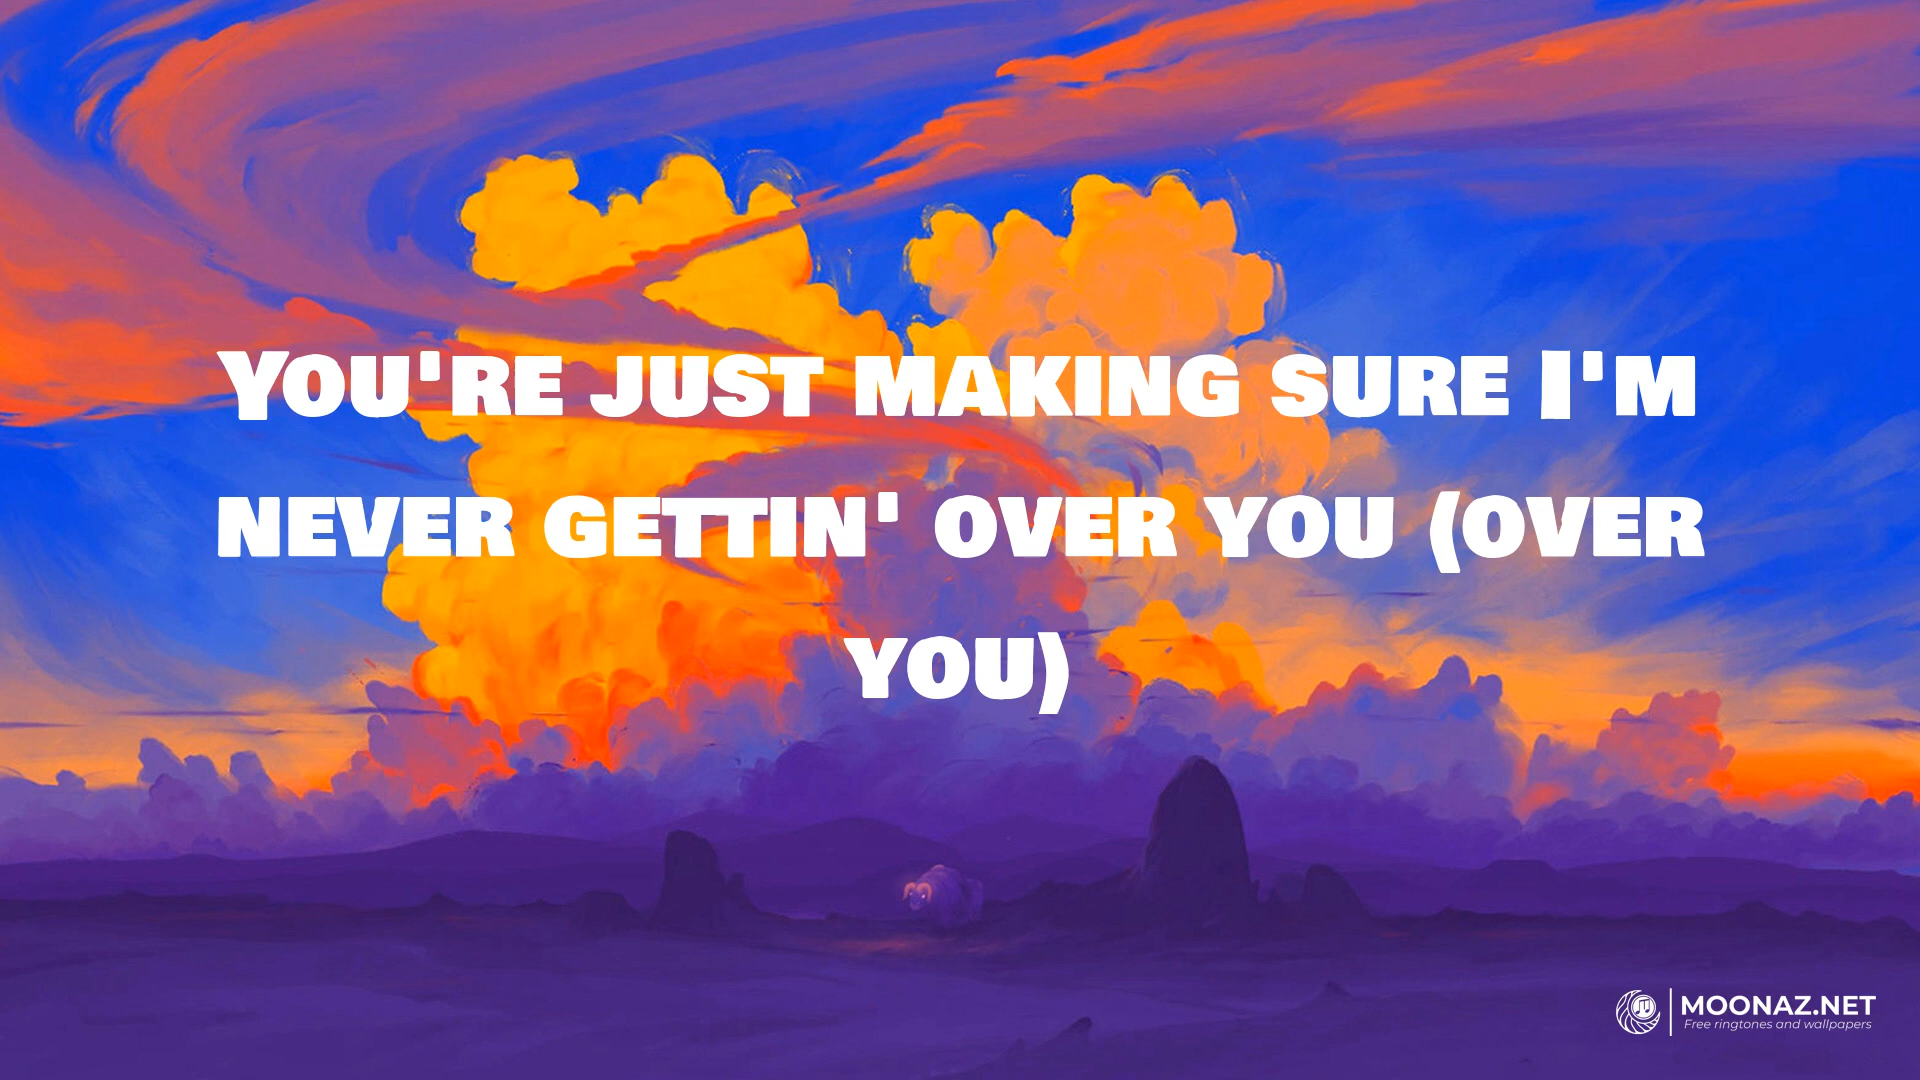 You're just making sure I'm
never gettin' over you (over
you)
MOONAZ.NET
Free ringtones and wallpapers